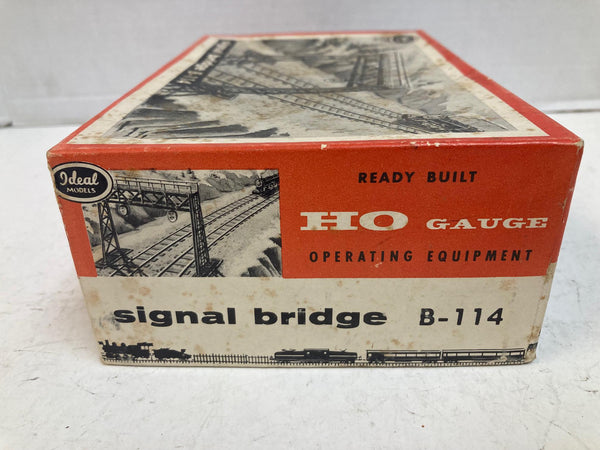 Ideal
MODELS
READY BUILT
HO GAUGE
OPERATING EQUIPMENT
signal bridge B-114